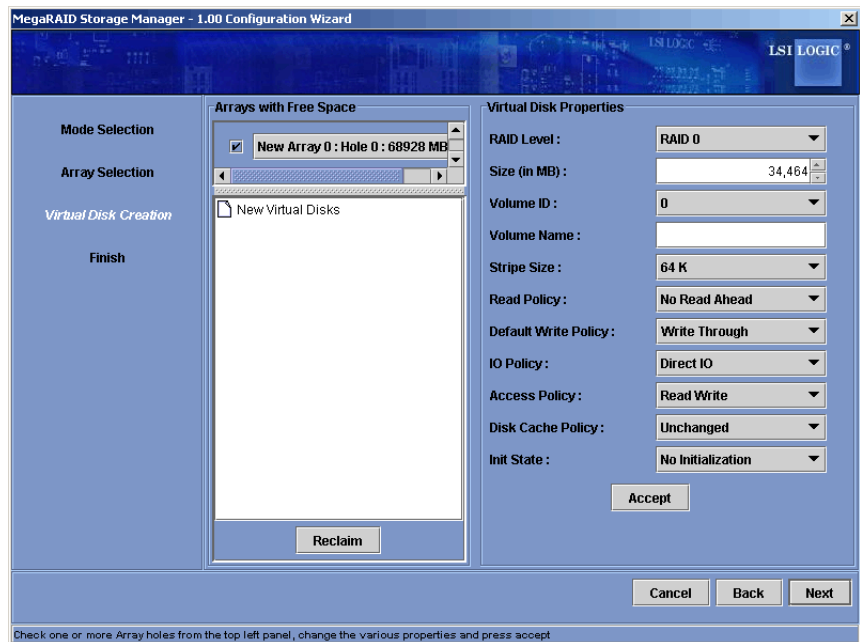 MegaRAID Storage Manager - 1.00 Configuration Wizard
LSI LOGIC
LSI LOGIC ®
Mode Selection
Array Selection
Virtual Disk Creation
Finish
Arrays with Free Space
New Array 0 : Hole 0 : 68928 MB
New Virtual Disks
Reclaim
Virtual Disk Properties
RAID Level : RAID 0
Size (in MB) : 34,464
Volume ID : 0
Volume Name :
Stripe Size : 64 K
Read Policy : No Read Ahead
Default Write Policy : Write Through
IO Policy : Direct IO
Access Policy : Read Write
Disk Cache Policy : Unchanged
Init State : No Initialization
Accept
Cancel Back Next
Check one or more Array holes from the top left panel, change the various properties and press accept